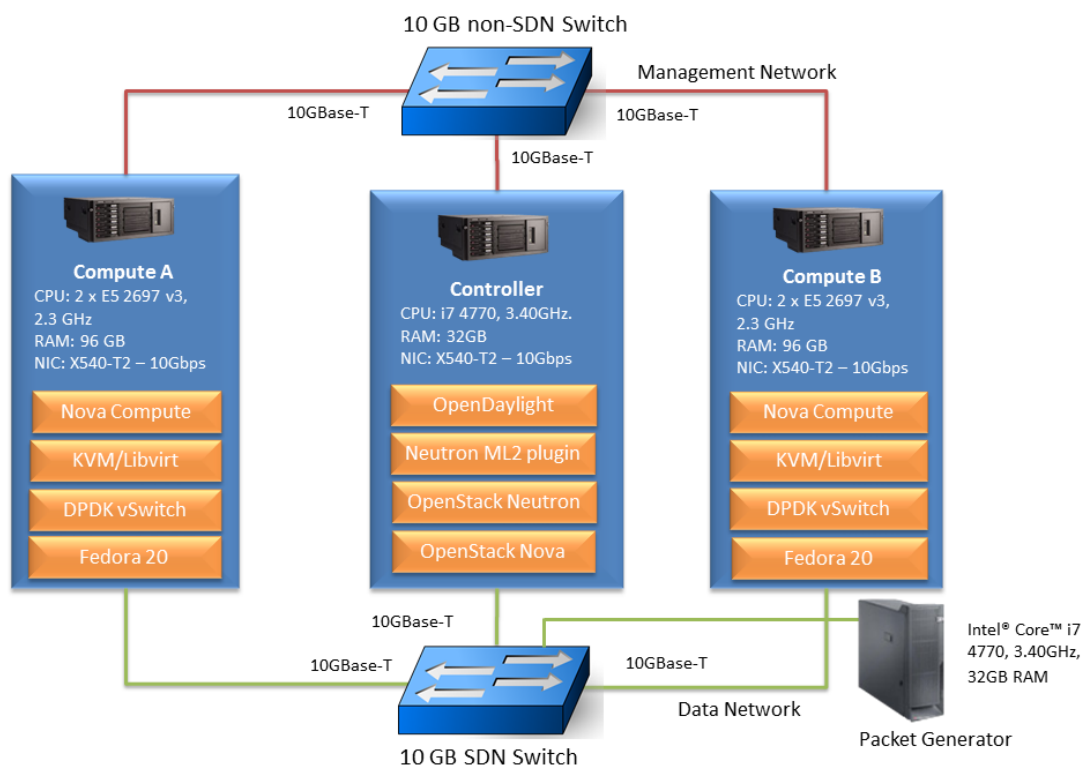 10 GB non-SDN Switch
Management Network
10GBase-T
10GBase-T
10GBase-T
Compute A
CPU: 2 x E5 2697 v3,
2.3 GHz
RAM: 96 GB
NIC: X540-T2 – 10Gbps
Nova Compute
KVM/Libvirt
DPDK vSwitch
Fedora 20
Controller
CPU: i7 4770, 3.40GHz.
RAM: 32GB
NIC: X540-T2 – 10Gbps
OpenDaylight
Neutron ML2 plugin
OpenStack Neutron
OpenStack Nova
Compute B
CPU: 2 x E5 2697 v3,
2.3 GHz
RAM: 96 GB
NIC: X540-T2 – 10Gbps
Nova Compute
KVM/Libvirt
DPDK vSwitch
Fedora 20
10GBase-T
10GBase-T
10GBase-T
Data Network
10 GB SDN Switch
Intel® Core™ i7
4770, 3.40GHz,
32GB RAM
Packet Generator